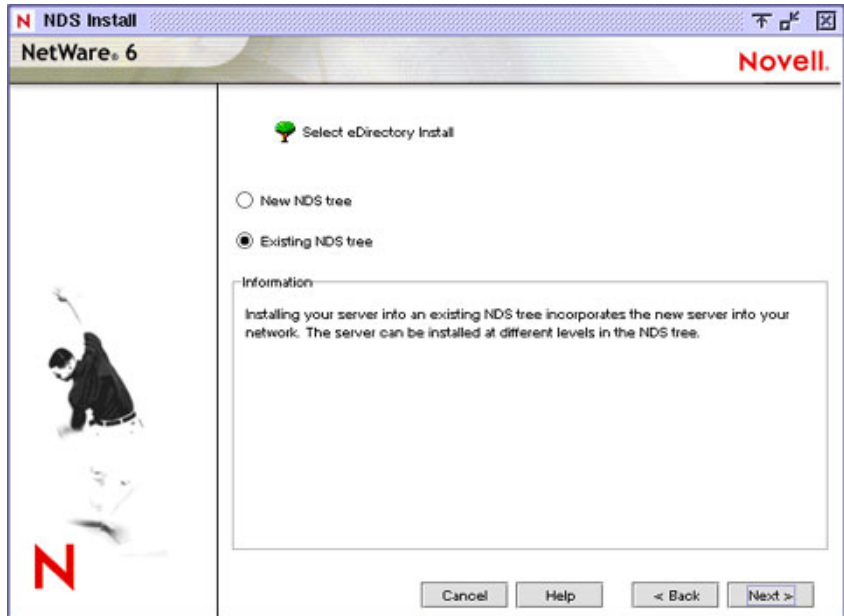 N NDS Install
NetWare® 6
Novell.
Select eDirectory Install
New NDS tree
Existing NDS tree
Information
Installing your server into an existing NDS tree incorporates the new server into your
network. The server can be installed at different levels in the NDS tree.
N
Cancel Help < Back Next >